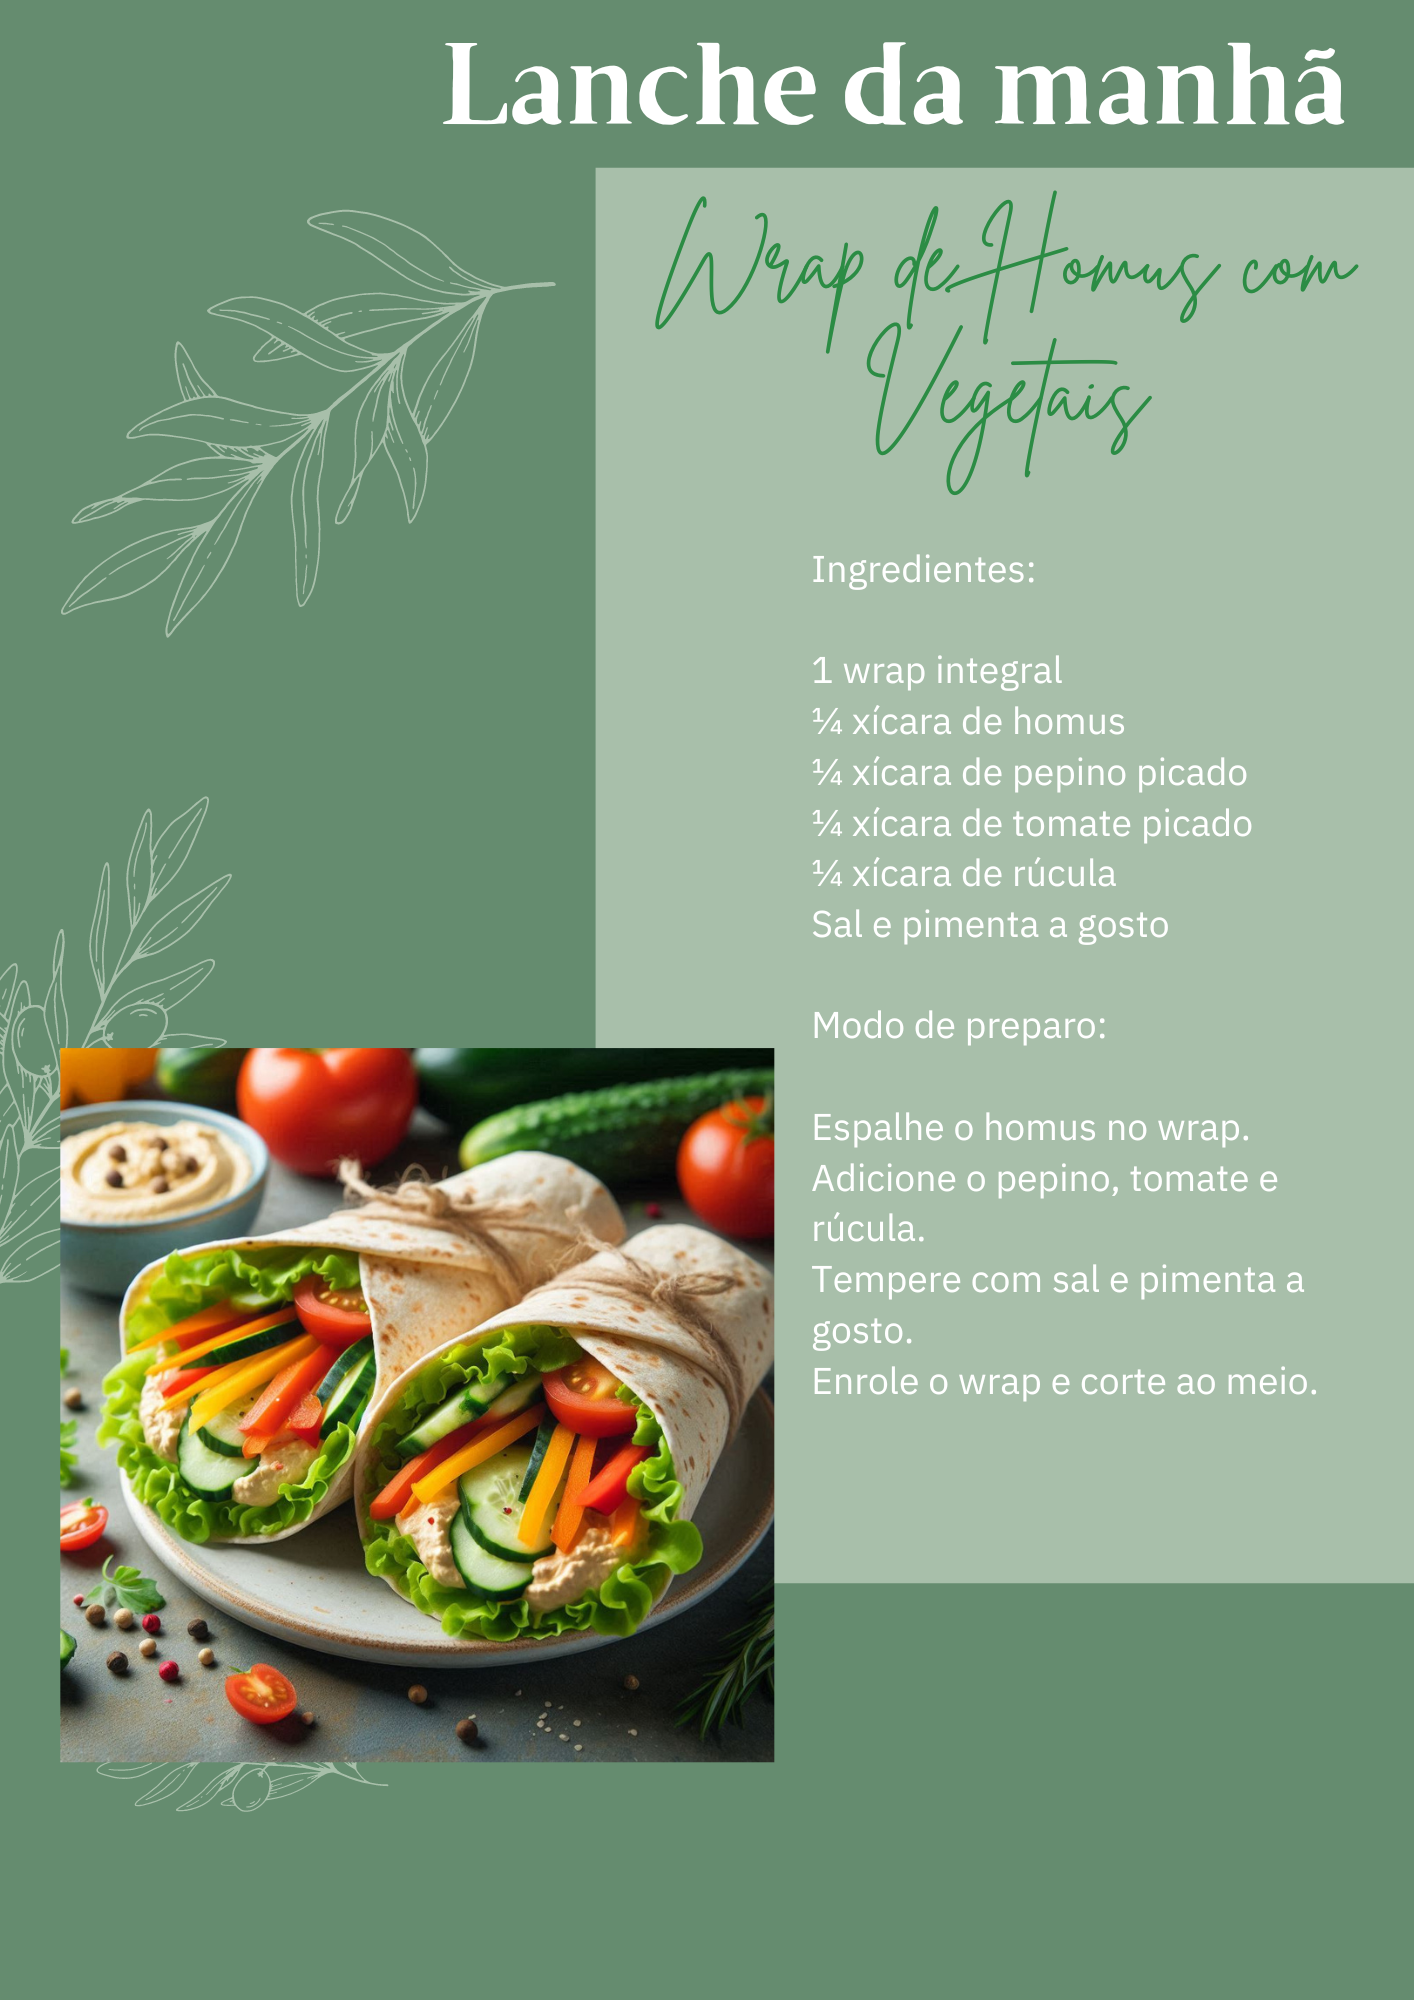 Lanche da manhã
Wrap de Homus com
Vegetais
Ingredientes:
1 wrap integral
¼ xícara de homus
¼ xícara de pepino picado
¼ xícara de tomate picado
¼ xícara de rúcula
Sal e pimenta a gosto
Modo de preparo:
Espalhe o homus no wrap.
Adicione o pepino, tomate e
rúcula.
Tempere com sal e pimenta a
gosto.
Enrole o wrap e corte ao meio.